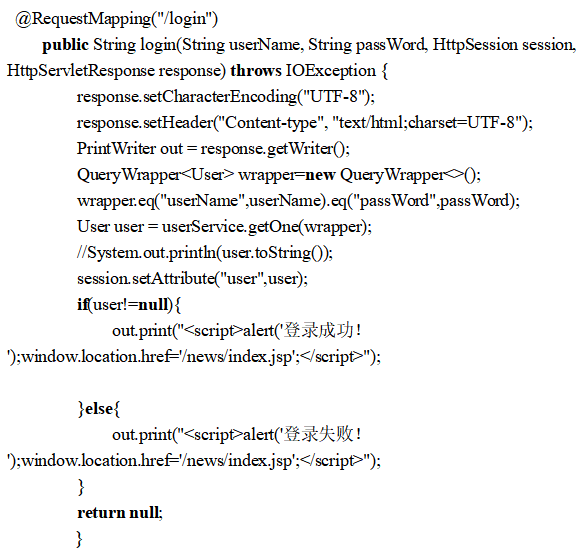 @RequestMapping("/login")
public String login(String userName, String passWord, HttpSession session,
HttpServletResponse response) throws IOException {
response.setCharacterEncoding("UTF-8");
response.setHeader("Content-type", "text/html;charset=UTF-8");
PrintWriter out = response.getWriter();
QueryWrapper<User> wrapper=new QueryWrapper<>();
wrapper.eq("userName",userName).eq("passWord",passWord);
User user = userService.getOne(wrapper);
//System.out.println(user.toString());
session.setAttribute("user",user);
if(user!=null){
out.print("<script>alert('登录成功！
');window.location.href='/news/index.jsp';</script>");
}else{
out.print("<script>alert('登录失败！
');window.location.href='/news/index.jsp';</script>");
}
return null;
}